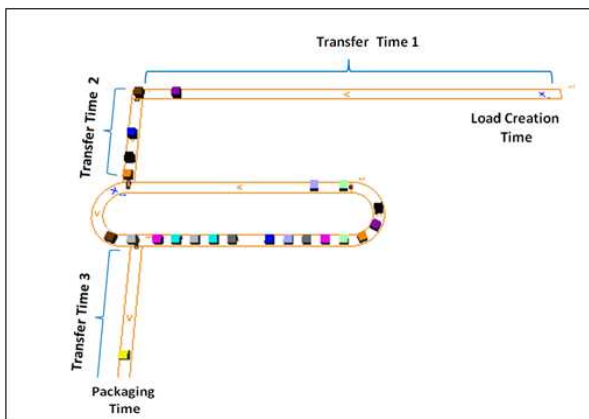 Transfer Time 1
Transfer Time 2
Load Creation
Time
Transfer Time 3
Packaging
Time